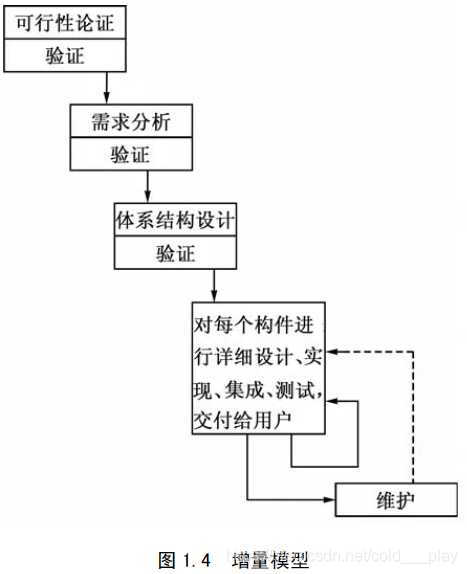 可行性论证
验证
需求分析
验证
体系结构设计
验证
对每个构件进
行详细设计、实
现、集成、测试，
交付给用户
维护
图 1.4 增量模型